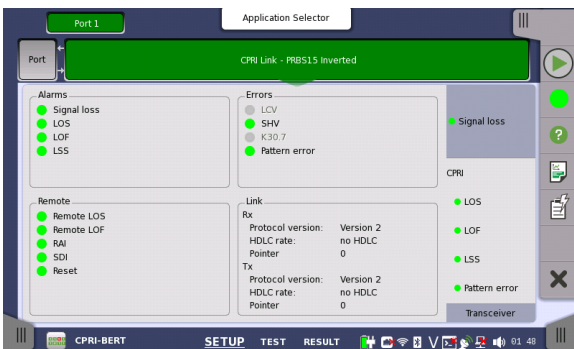 Application Selector
Port 1
Port
CPRI Link - PRBS15 Inverted
Alarms
Signal loss
LOS
LOF
LSS
Errors
LCV
SHV
K30.7
Pattern error
Signal loss
CPRI
LOS
LOF
LSS
Pattern error
Transceiver
Remote
Remote LOS
Remote LOF
RAI
SDI
Reset
Link
Rx
Protocol version: Version 2
HDLC rate: no HDLC
Pointer 0
Tx
Protocol version: Version 2
HDLC rate: no HDLC
Pointer 0
CPRI-BERT SETUP TEST RESULT 01 48